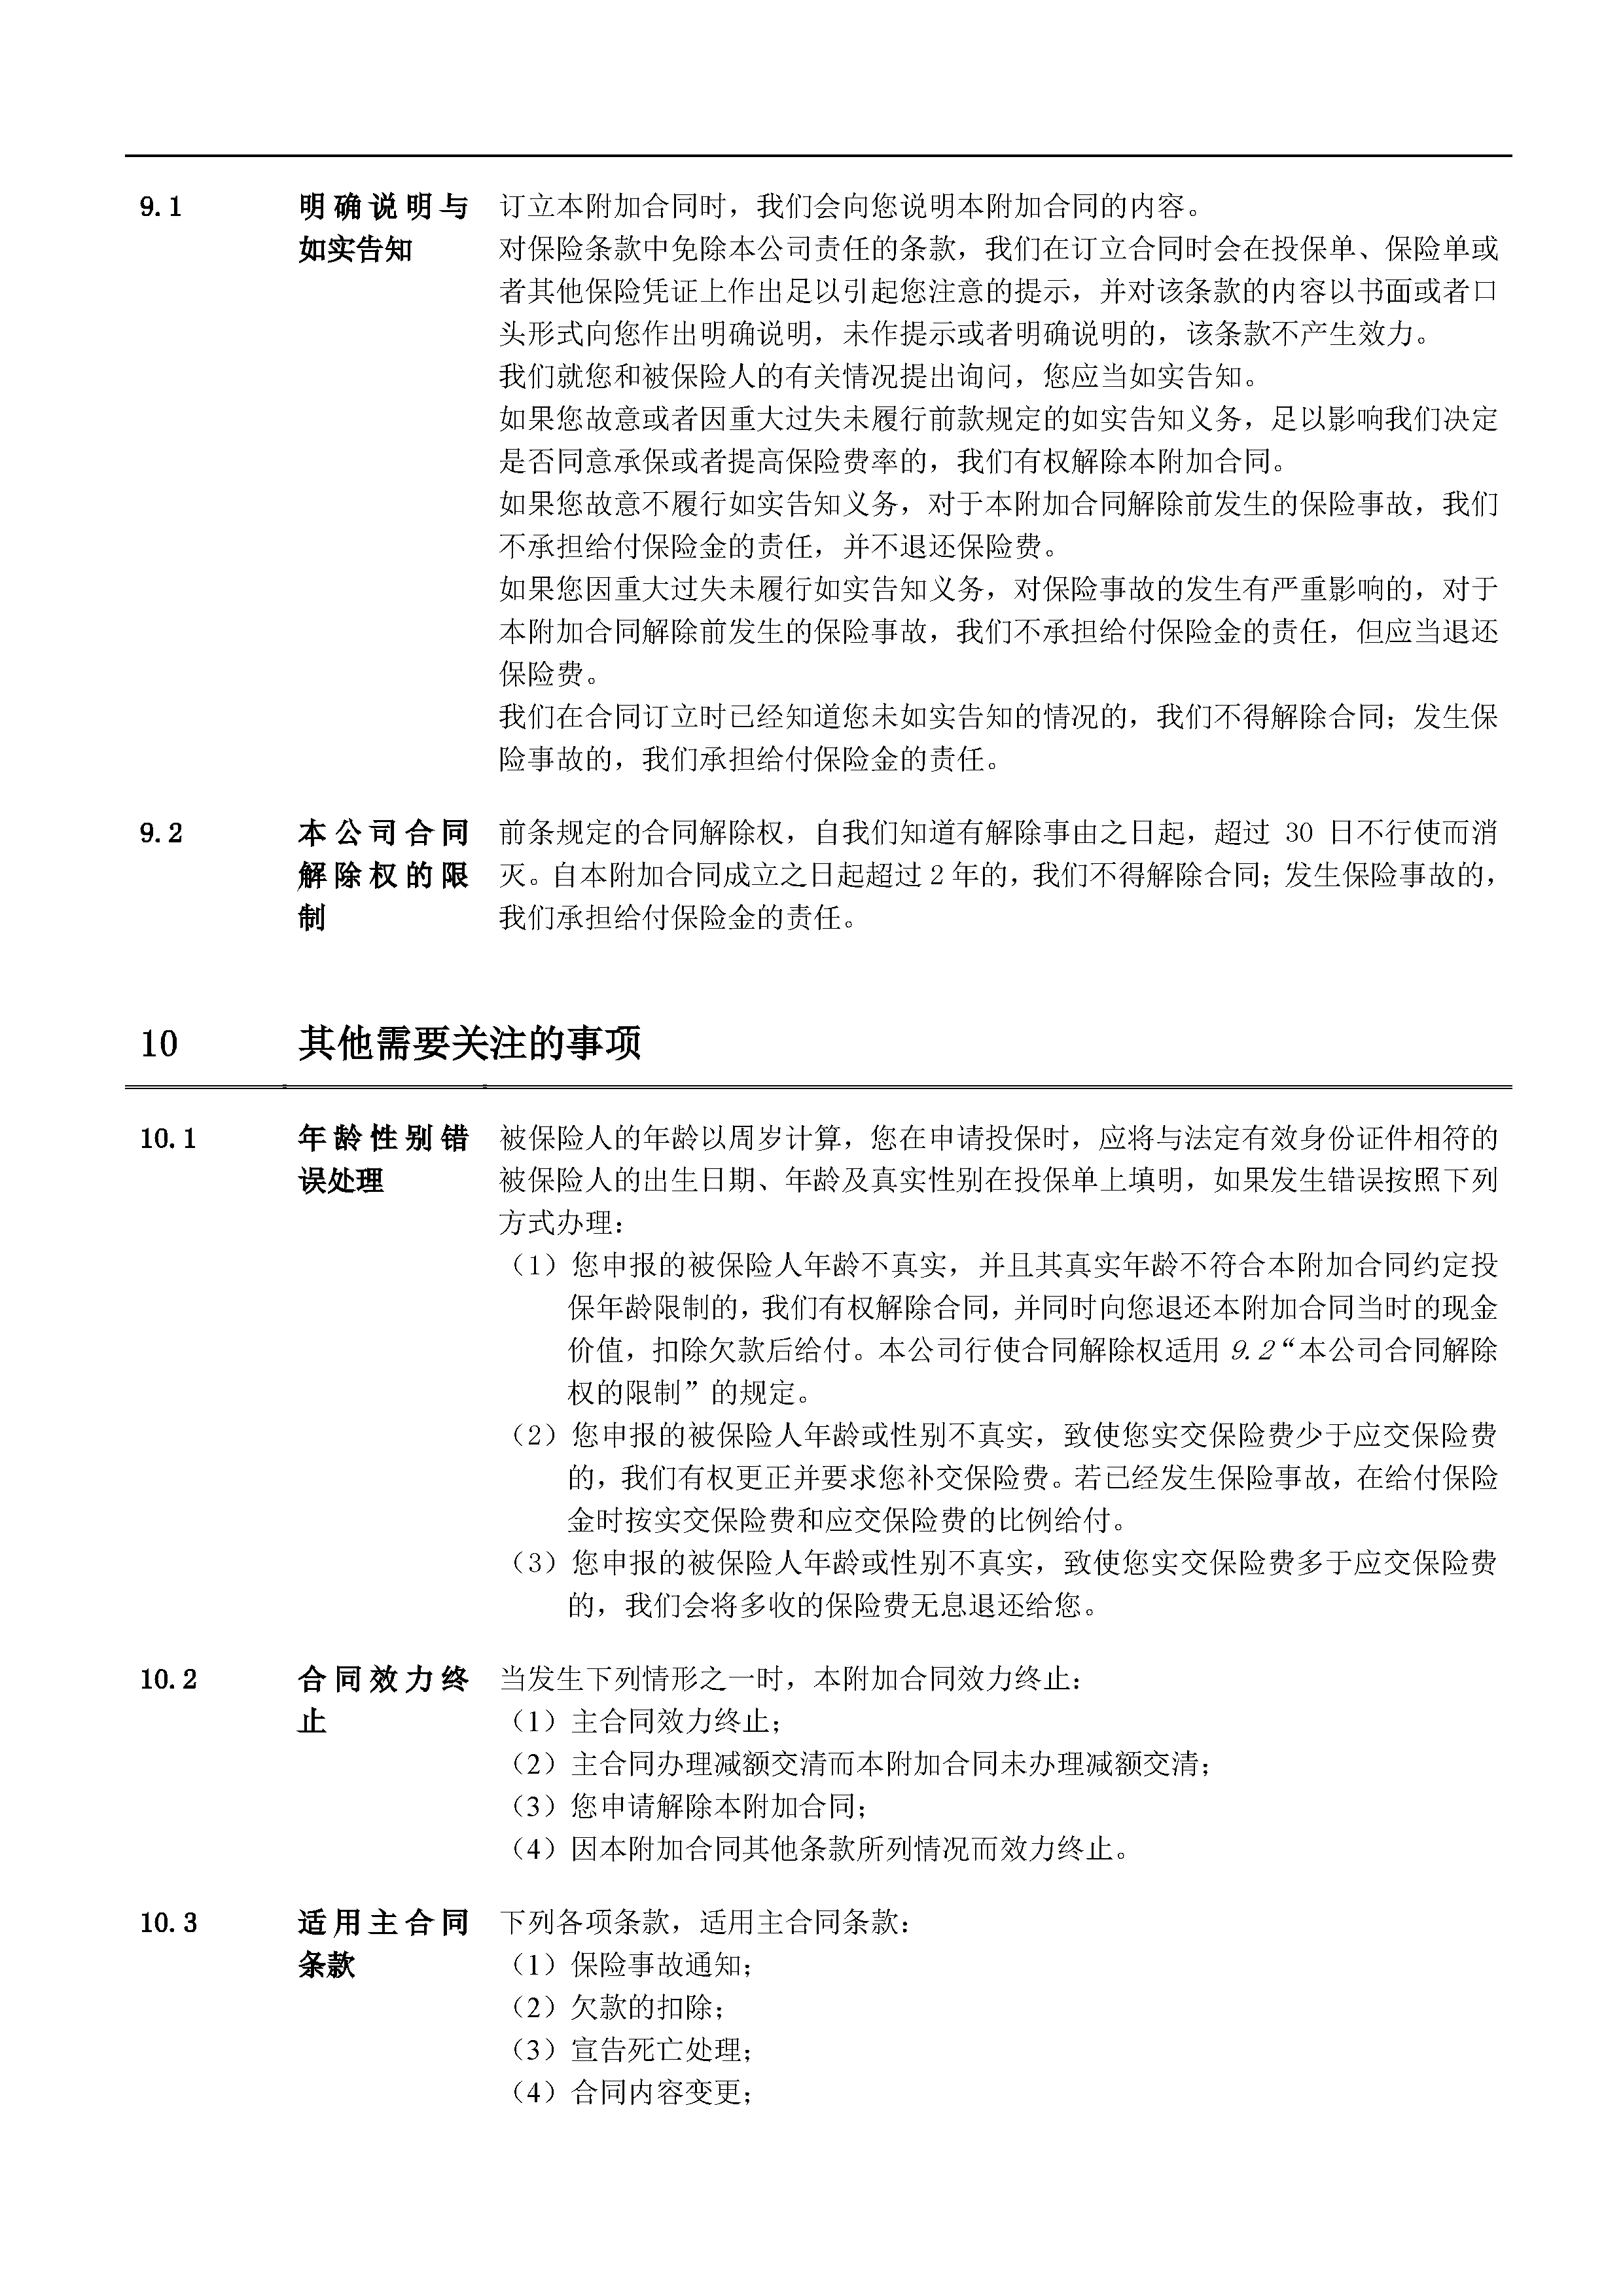 9.1 明确说明与 订立本附加合同时，我们会向您说明本附加合同的内容。
如实告知 对保险条款中免除本公司责任的条款，我们在订立合同时会在投保单、保险单或
者其他保险凭证上作出足以引起您注意的提示，并对该条款的内容以书面或者口
头形式向您作出明确说明，未作提示或者明确说明的，该条款不产生效力。
我们就您和被保险人的有关情况提出询问，您应当如实告知。
如果您故意或者因重大过失未履行前款规定的如实告知义务，足以影响我们决定
是否同意承保或者提高保险费率的，我们有权解除本附加合同。
如果您故意不履行如实告知义务，对于本附加合同解除前发生的保险事故，我们
不承担给付保险金的责任，并不退还保险费。
如果您因重大过失未履行如实告知义务，对保险事故的发生有严重影响的，对于
本附加合同解除前发生的保险事故，我们不承担给付保险金的责任，但应当退还
保险费。
我们在合同订立时已经知道您未如实告知的情况的，我们不得解除合同；发生保
险事故的，我们承担给付保险金的责任。
9.2 本公司合同 前条规定的合同解除权，自我们知道有解除事由之日起，超过 30 日不行使而消
解除权的限 灭。自本附加合同成立之日起超过 2 年的，我们不得解除合同；发生保险事故的，
制 我们承担给付保险金的责任。
10 其他需要关注的事项
10.1 年龄性别错 被保险人的年龄以周岁计算，您在申请投保时，应将与法定有效身份证件相符的
误处理 被保险人的出生日期、年龄及真实性别在投保单上填明，如果发生错误按照下列
方式办理：
（1）您申报的被保险人年龄不真实，并且其真实年龄不符合本附加合同约定投
保年龄限制的，我们有权解除合同，并同时向您退还本附加合同当时的现金
价值，扣除欠款后给付。本公司行使合同解除权适用 9.2“本公司合同解除
权的限制”的规定。
（2）您申报的被保险人年龄或性别不真实，致使您实交保险费少于应交保险费
的，我们有权更正并要求您补交保险费。若已经发生保险事故，在给付保险
金时按实交保险费和应交保险费的比例给付。
（3）您申报的被保险人年龄或性别不真实，致使您实交保险费多于应交保险费
的，我们会将多收的保险费无息退还给您。
10.2 合同效力终 当发生下列情形之一时，本附加合同效力终止：
止 （1）主合同效力终止；
（2）主合同办理减额交清而本附加合同未办理减额交清；
（3）您申请解除本附加合同；
（4）因本附加合同其他条款所列情况而效力终止。
10.3 适用主合同 下列各项条款，适用主合同条款：
条款 （1）保险事故通知；
（2）欠款的扣除；
（3）宣告死亡处理；
（4）合同内容变更；